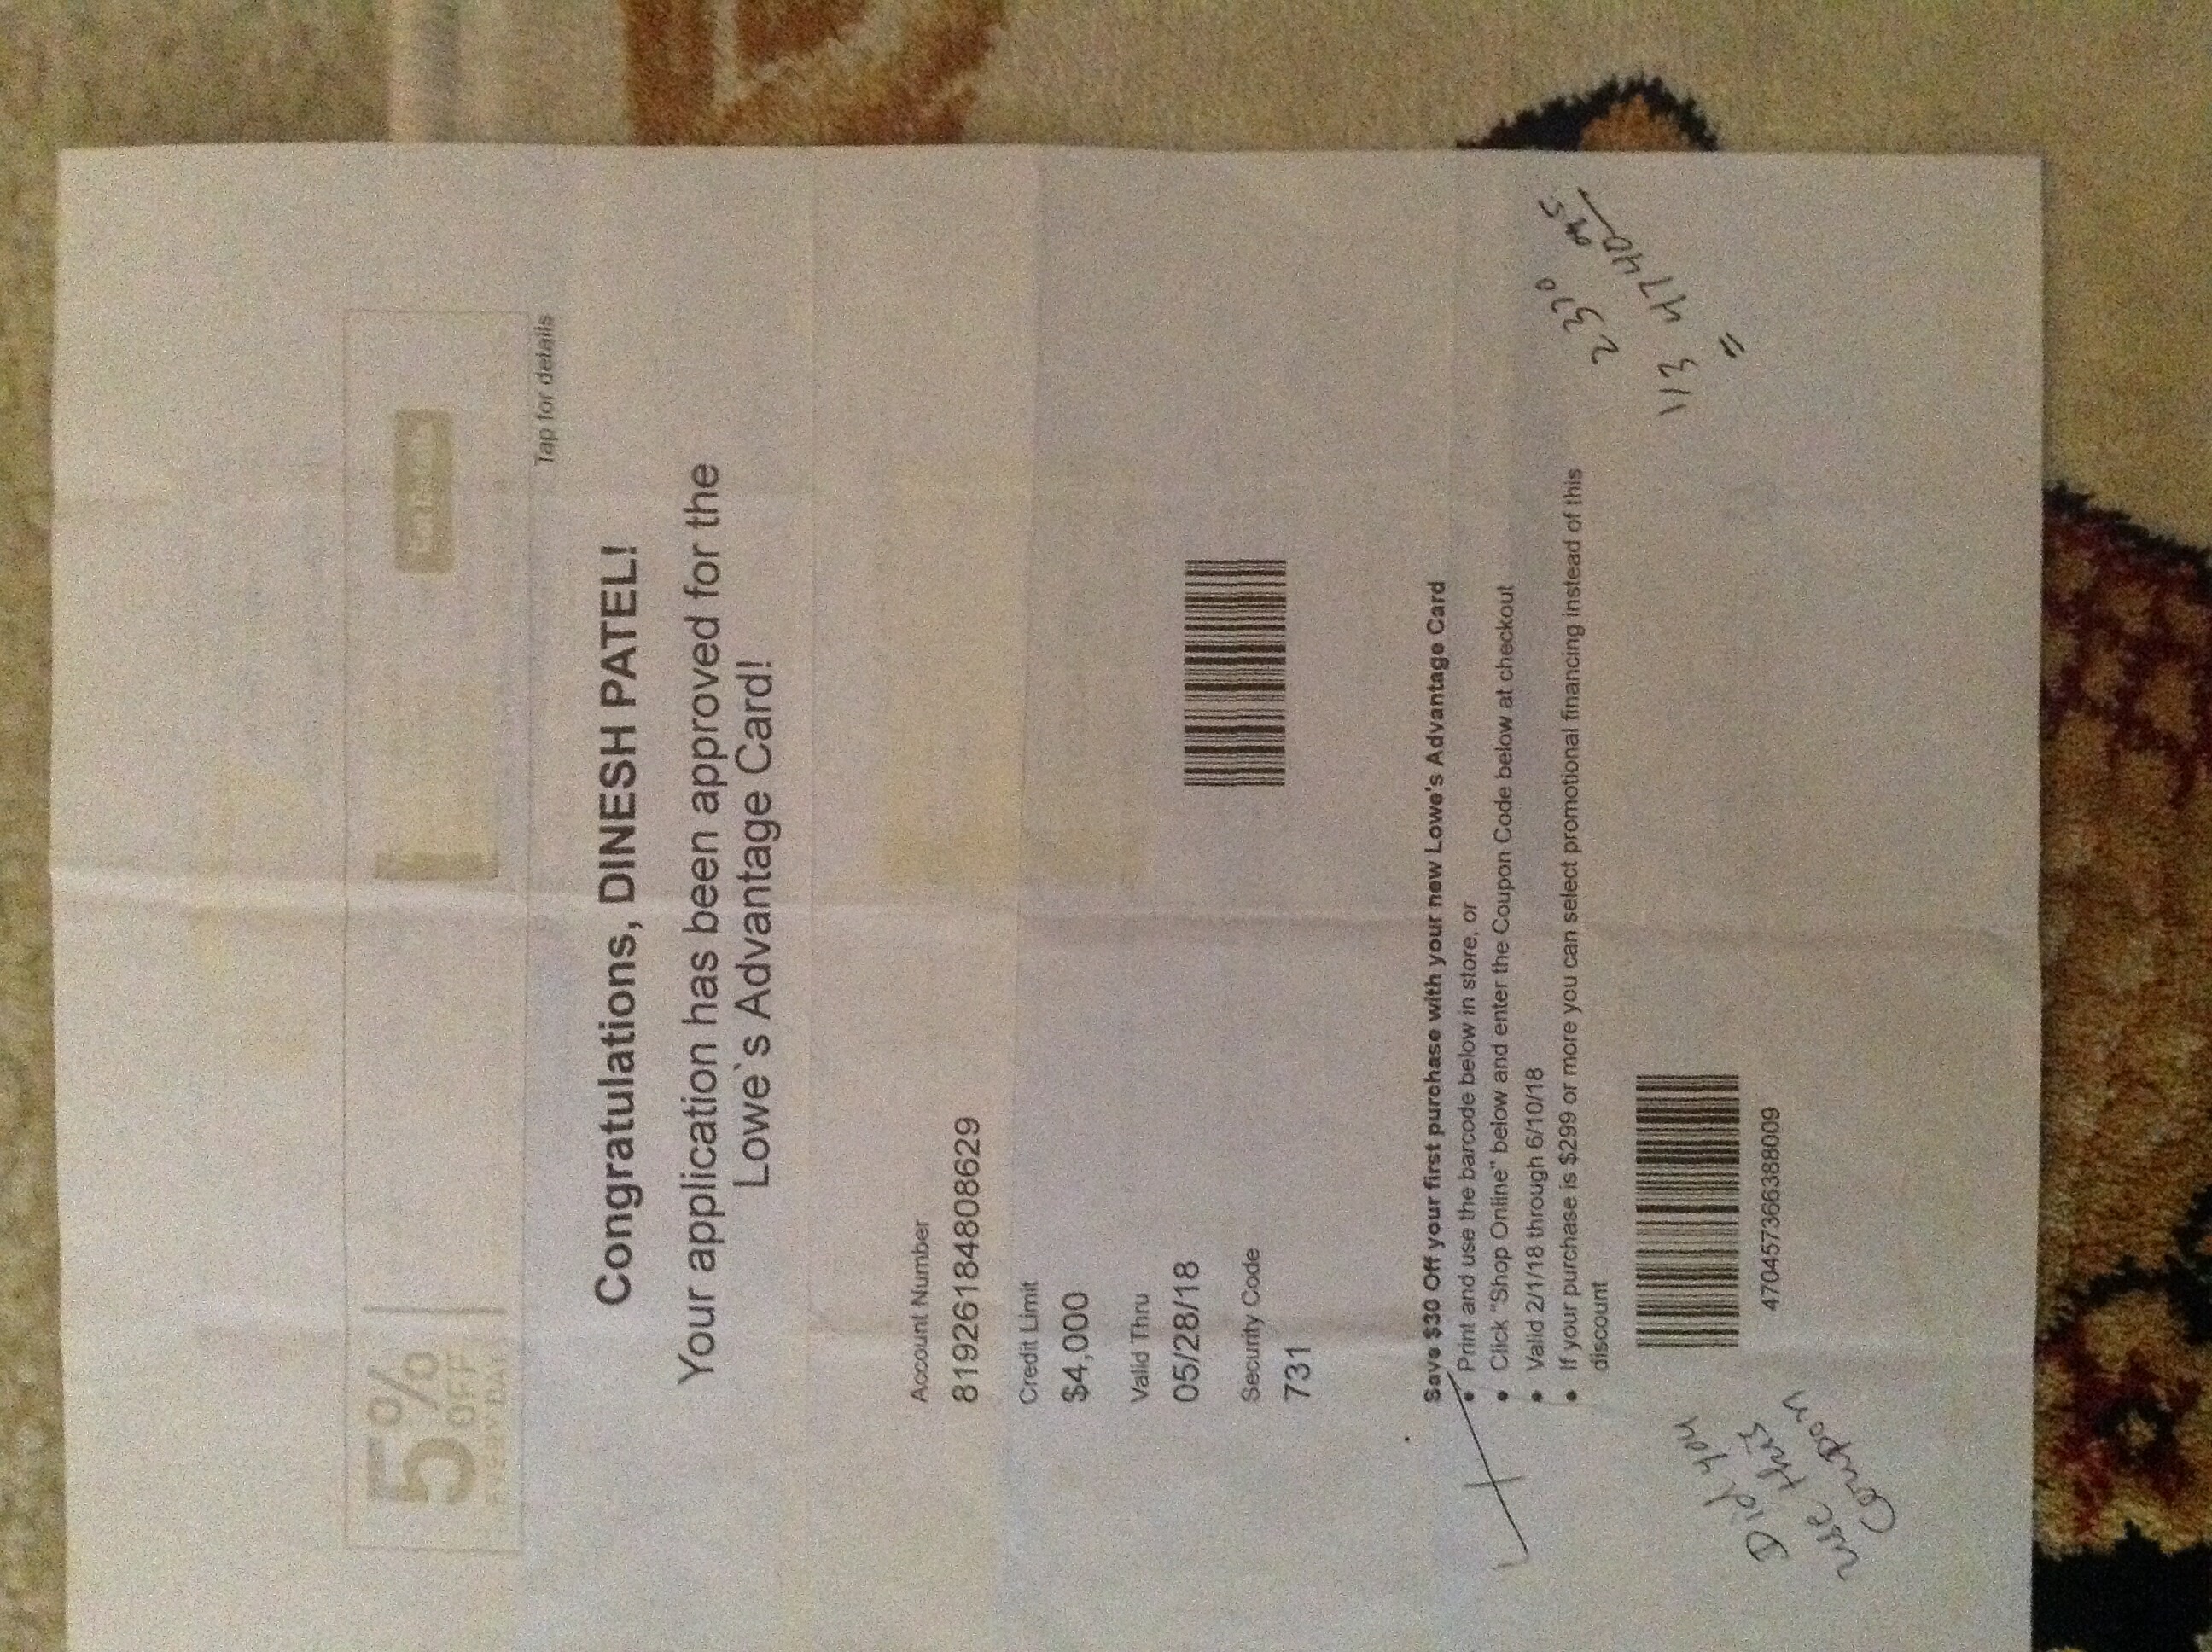 5%
OFF
EVERY DAY
Tap for details
Congratulations, DINESH PATEL!
Your application has been approved for the
Lowe`s Advantage Card!
Account Number
81926184808629
Credit Limit
$4,000
Valid Thru
05/28/18
Security Code
731
Save $30 Off your first purchase with your new Lowe's Advantage Card
• Print and use the barcode below in store, or
• Click "Shop Online" below and enter the Coupon Code below at checkout
• Valid 2/1/18 through 6/10/18
• If your purchase is $299 or more you can select promotional financing instead of this
discount
470457366388009
Did you
use this
Coupon